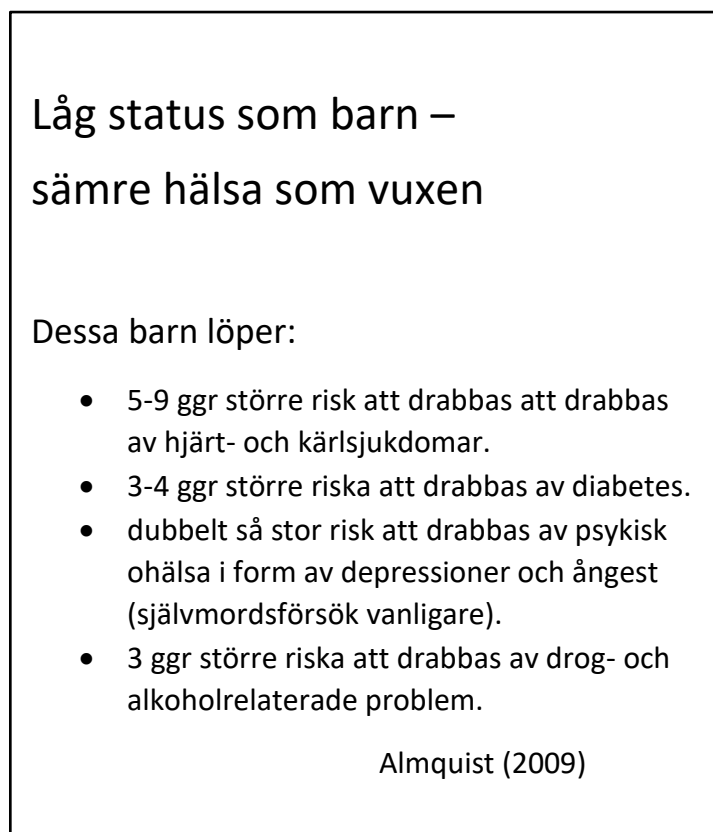 Låg status som barn –
sämre hälsa som vuxen
Dessa barn löper:
• 5-9 ggr större risk att drabbas att drabbas
av hjärt- och kärlsjukdomar.
• 3-4 ggr större riska att drabbas av diabetes.
• dubbelt så stor risk att drabbas av psykisk
ohälsa i form av depressioner och ångest
(självmordsförsök vanligare).
• 3 ggr större riska att drabbas av drog- och
alkoholrelaterade problem.
Almquist (2009)